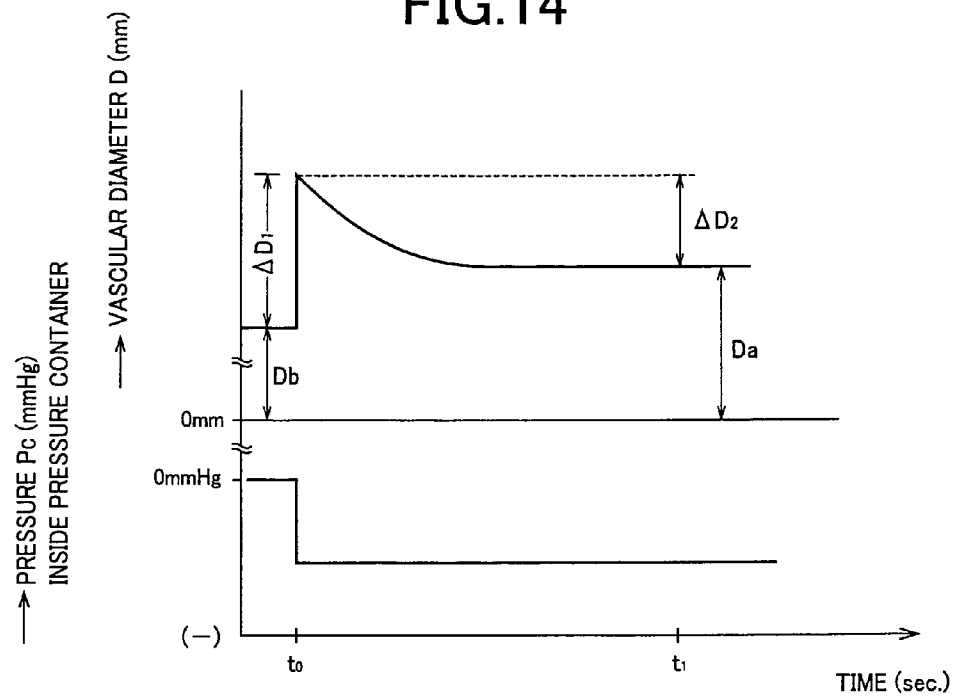 FIG.14
VASCULAR DIAMETER D (mm)
PRESSURE Pc (mmHg)
INSIDE PRESSURE CONTAINER
ΔD1
ΔD2
Db
Da
0mm
0mmHg
(−)
t0
t1
TIME (sec.)